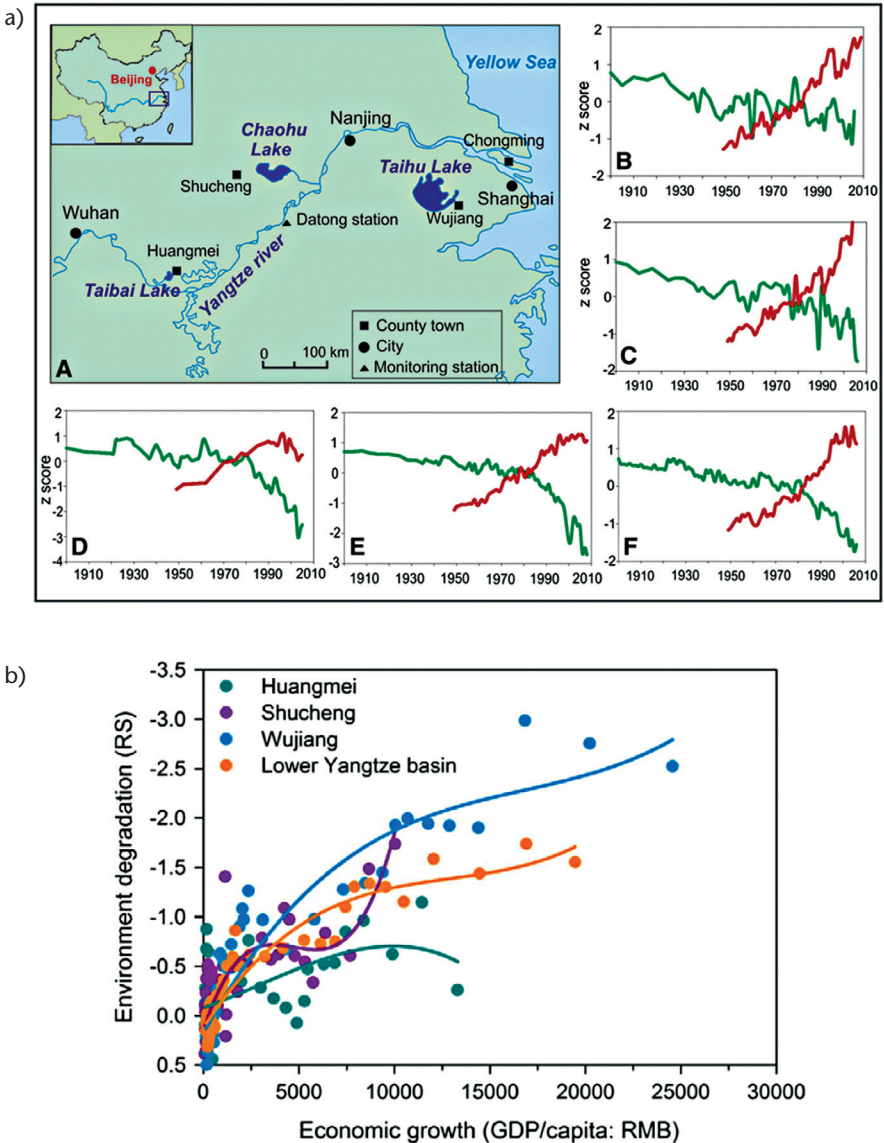 a)
Beijing
Yellow Sea
Nanjing
Chaohu
Lake
Chongming
Taihu Lake
Shucheng
Shanghai
Wuhan
Wujiang
Datong station
Huangmei
Taibai Lake
Yangtze river
County town
City
Monitoring station
0 100 km
A
z score
2
1
0
-1
-2
B
1910 1930 1950 1970 1990 2010
z score
2
1
0
-1
-2
C
1910 1930 1950 1970 1990 2010
z score
2
1
0
-1
-2
-3
-4
D
1910 1930 1950 1970 1990 2010
2
1
0
-1
-2
-3
E
1910 1930 1950 1970 1990 2010
2
1
0
-1
-2
F
1910 1930 1950 1970 1990 2010
b)
Environment degradation (RS)
-3.5
-3.0
-2.5
-2.0
-1.5
-1.0
-0.5
0.0
0.5
Huangmei
Shucheng
Wujiang
Lower Yangtze basin
0 5000 10000 15000 20000 25000 30000
Economic growth (GDP/capita: RMB)